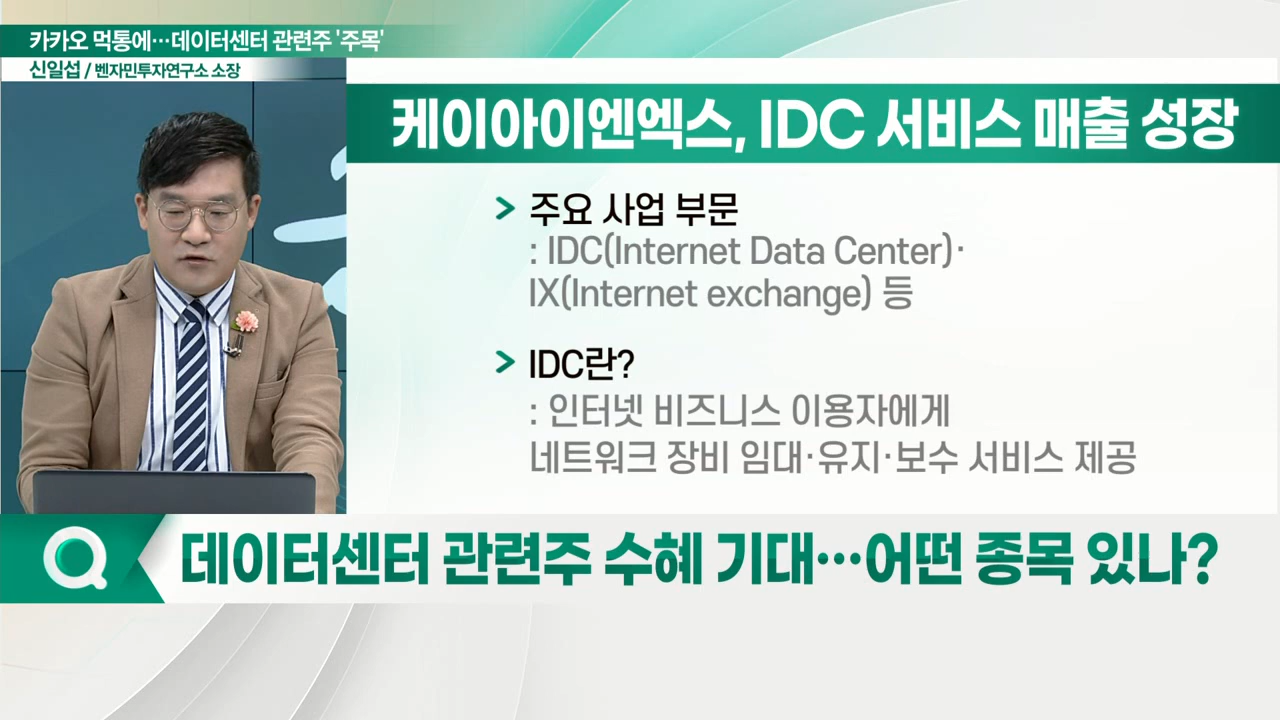 카카오 먹통에…데이터센터 관련주 '주목'
신일섭 / 벤자민투자연구소 소장
케이아이엔엑스, IDC 서비스 매출 성장
> 주요 사업 부문
: IDC(Internet Data Center)·
IX(Internet exchange) 등
> IDC란?
: 인터넷 비즈니스 이용자에게
네트워크 장비 임대·유지·보수 서비스 제공
데이터센터 관련주 수혜 기대…어떤 종목 있나?